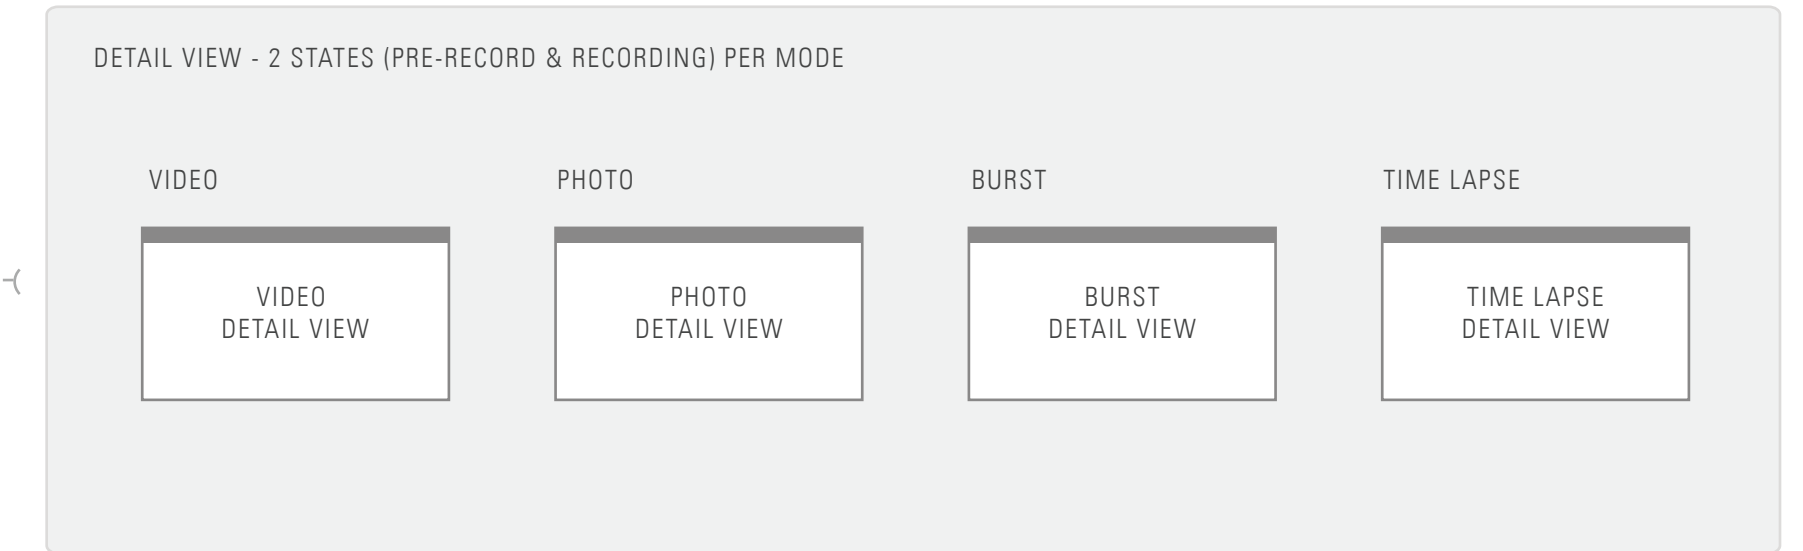 DETAIL VIEW - 2 STATES (PRE-RECORD & RECORDING) PER MODE
VIDEO
PHOTO
BURST
TIME LAPSE
VIDEO
DETAIL VIEW
PHOTO
DETAIL VIEW
BURST
DETAIL VIEW
TIME LAPSE
DETAIL VIEW